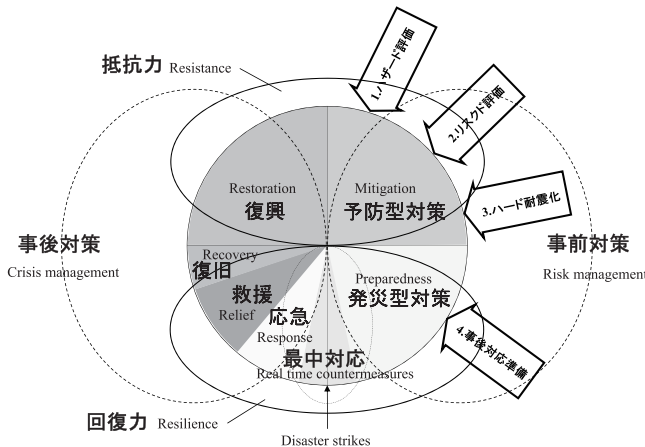 抵抗力 Resistance
1.ハザード評価
2.リスクド評価
3.ハード耐震化
Restoration
復興
Mitigation
予防型対策
事後対策
Crisis management
事前対策
Risk management
Recovery
復旧
救援
Relief
応急
Response
Preparedness
発災型対策
最中対応
Real time countermeasures
4.事後対応準備
回復力 Resilience
Disaster strikes